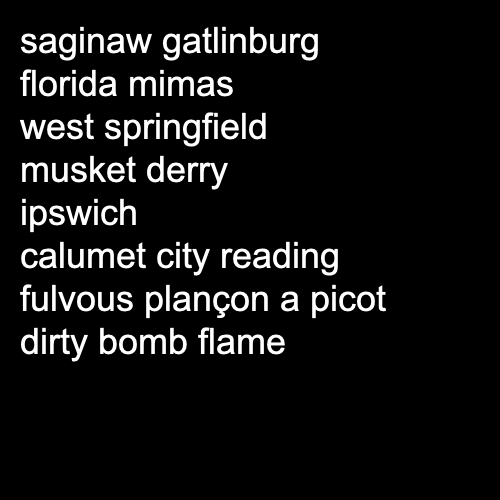 saginaw gatlinburg
florida mimas
west springfield
musket derry
ipswich
calumet city reading
fulvous plançon a picot
dirty bomb flame